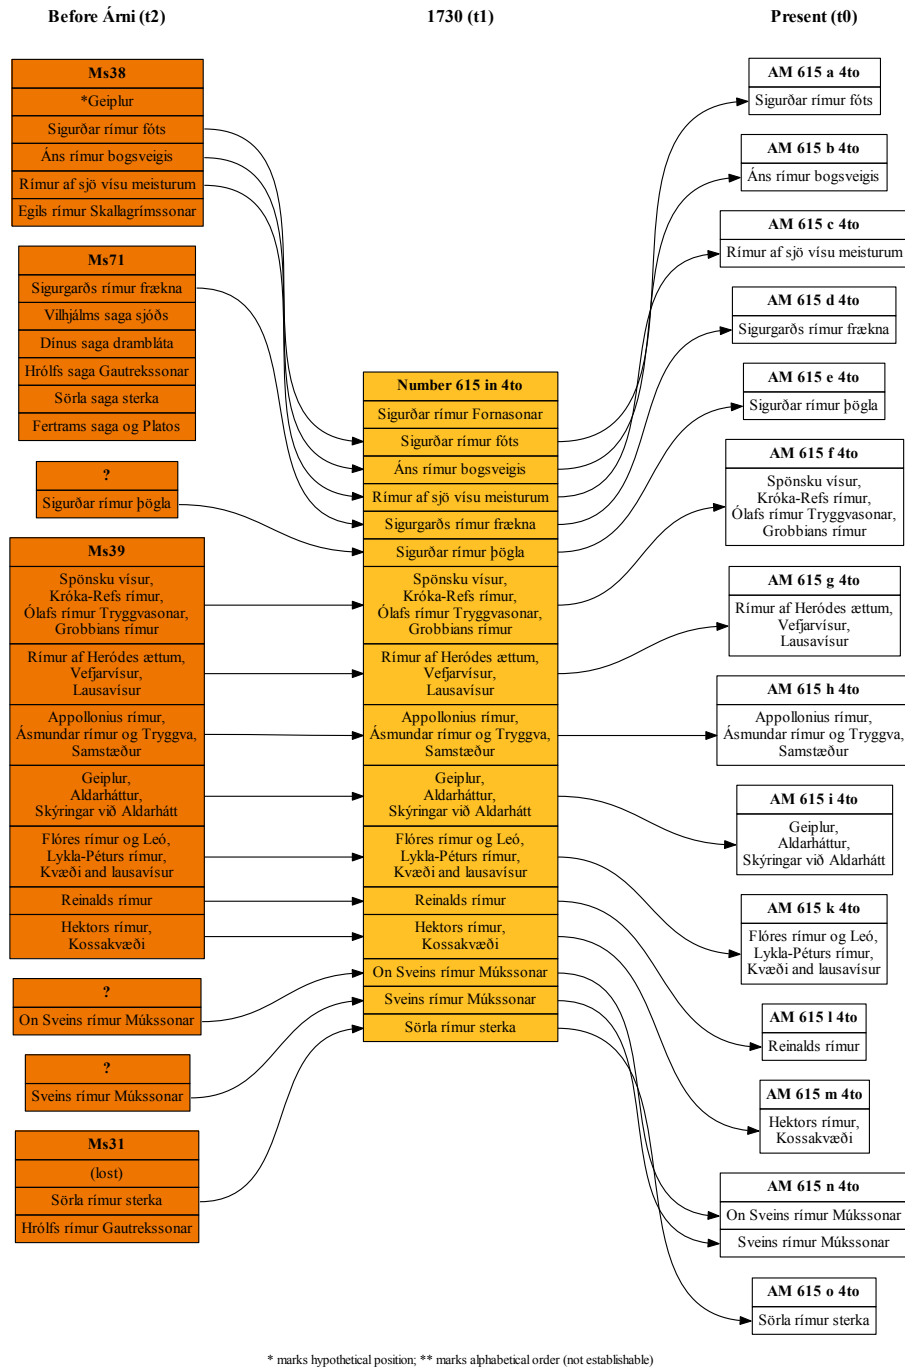 Before Árni (t2)
1730 (t1)
Present (t0)
Ms38
*Geiplur
Sigurðar rímur fóts
Áns rímur bogsveigis
Rímur af sjö vísu meisturum
Egils rímur Skallagrímssonar
Ms71
Sigurgarðs rímur frækna
Vilhjálms saga sjóðs
Dínus saga drambláta
Hrólfs saga Gautrekssonar
Sörla saga sterka
Fertrams saga og Platos
?
Sigurðar rímur þögla
Ms39
Spönsku vísur,
Króka-Refs rímur,
Ólafs rímur Tryggvasonar,
Grobbians rímur
Rímur af Heródes ættum,
Vefjarvísur,
Lausavísur
Appollonius rímur,
Ásmundar rímur og Tryggva,
Samstæður
Geiplur,
Aldarháttur,
Skýringar við Aldarhátt
Flóres rímur og Leó,
Lykla-Péturs rímur,
Kvæði and lausavísur
Reinalds rímur
Hektors rímur,
Kossakvæði
?
On Sveins rímur Múkssonar
?
Sveins rímur Múkssonar
Ms31
(lost)
Sörla rímur sterka
Hrólfs rímur Gautrekssonar
Number 615 in 4to
Sigurðar rímur Fornasonar
Sigurðar rímur fóts
Áns rímur bogsveigis
Rímur af sjö vísu meisturum
Sigurgarðs rímur frækna
Sigurðar rímur þögla
Spönsku vísur,
Króka-Refs rímur,
Ólafs rímur Tryggvasonar,
Grobbians rímur
Rímur af Heródes ættum,
Vefjarvísur,
Lausavísur
Appollonius rímur,
Ásmundar rímur og Tryggva,
Samstæður
Geiplur,
Aldarháttur,
Skýringar við Aldarhátt
Flóres rímur og Leó,
Lykla-Péturs rímur,
Kvæði and lausavísur
Reinalds rímur
Hektors rímur,
Kossakvæði
On Sveins rímur Múkssonar
Sveins rímur Múkssonar
Sörla rímur sterka
AM 615 a 4to
Sigurðar rímur fóts
AM 615 b 4to
Áns rímur bogsveigis
AM 615 c 4to
Rímur af sjö vísu meisturum
AM 615 d 4to
Sigurgarðs rímur frækna
AM 615 e 4to
Sigurðar rímur þögla
AM 615 f 4to
Spönsku vísur,
Króka-Refs rímur,
Ólafs rímur Tryggvasonar,
Grobbians rímur
AM 615 g 4to
Rímur af Heródes ættum,
Vefjarvísur,
Lausavísur
AM 615 h 4to
Appollonius rímur,
Ásmundar rímur og Tryggva,
Samstæður
AM 615 i 4to
Geiplur,
Aldarháttur,
Skýringar við Aldarhátt
AM 615 k 4to
Flóres rímur og Leó,
Lykla-Péturs rímur,
Kvæði and lausavísur
AM 615 l 4to
Reinalds rímur
AM 615 m 4to
Hektors rímur,
Kossakvæði
AM 615 n 4to
On Sveins rímur Múkssonar
Sveins rímur Múkssonar
AM 615 o 4to
Sörla rímur sterka
* marks hypothetical position; ** marks alphabetical order (not establishable)